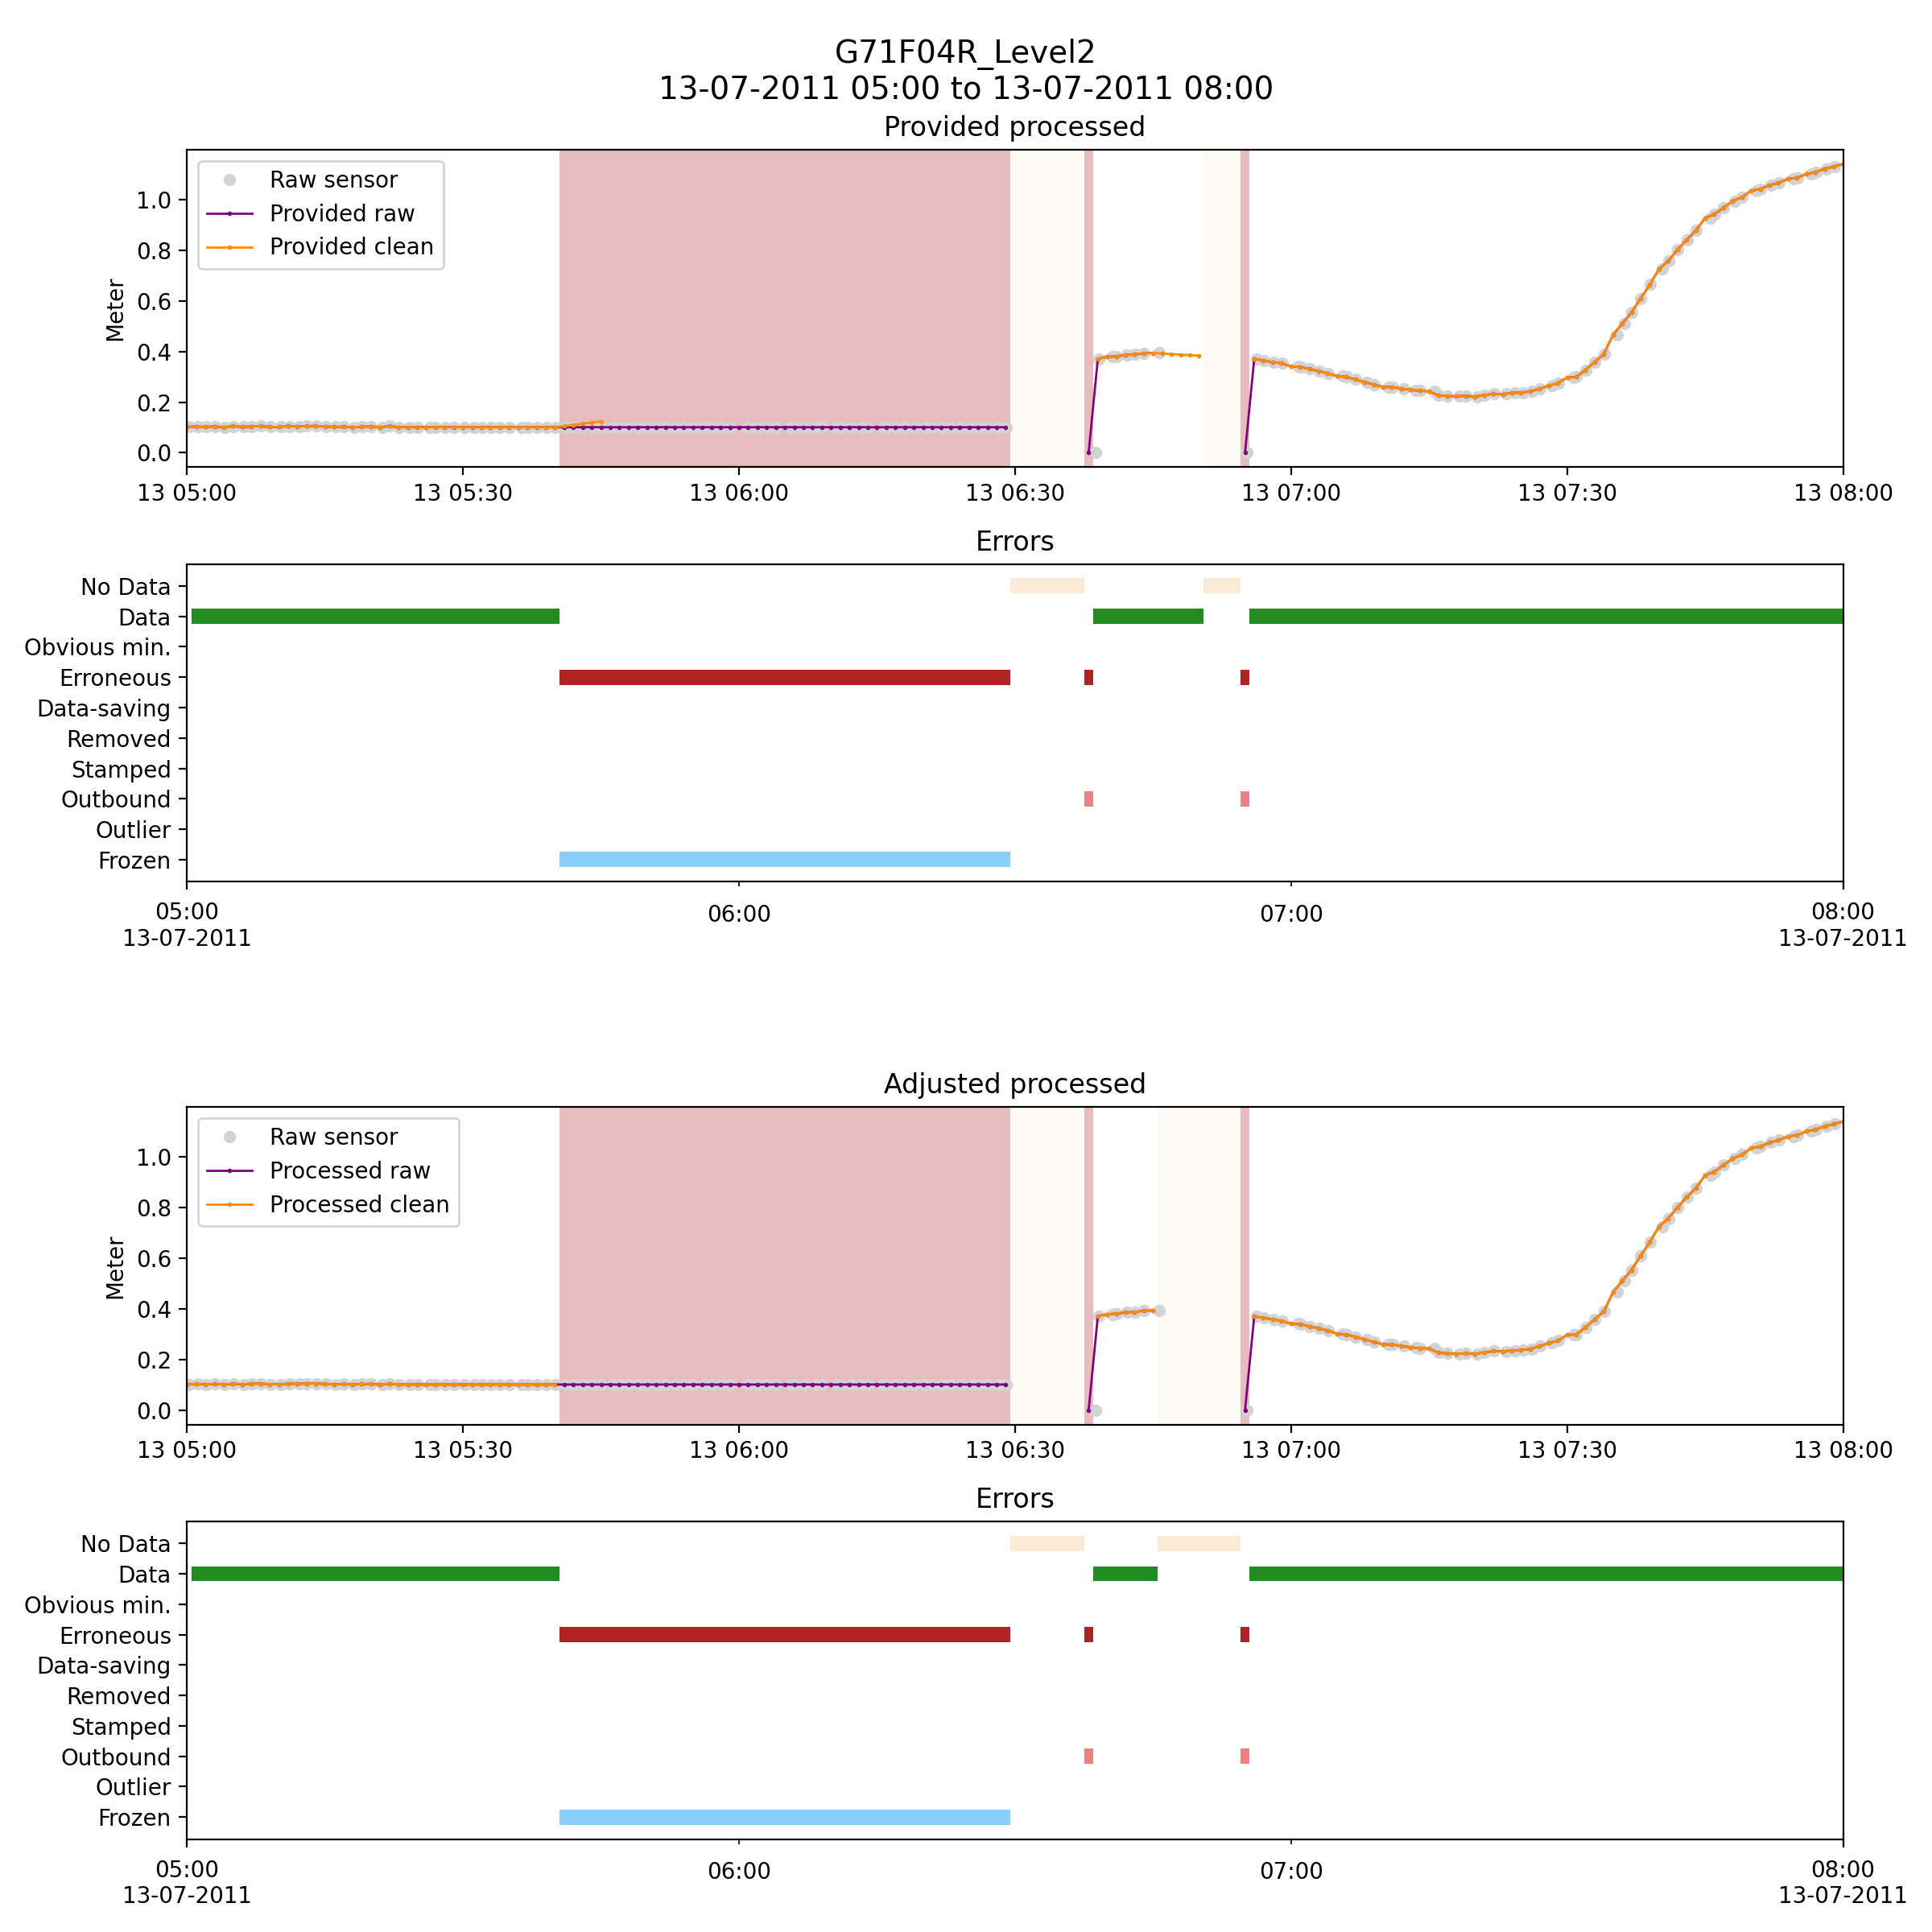 G71F04R_Level2
13-07-2011 05:00 to 13-07-2011 08:00
Provided processed
Raw sensor
Provided raw
Provided clean
Meter
1.0
0.8
0.6
0.4
0.2
0.0
13 05:00 13 05:30 13 06:00 13 06:30 13 07:00 13 07:30 13 08:00
Errors
No Data
Data
Obvious min.
Erroneous
Data-saving
Removed
Stamped
Outbound
Outlier
Frozen
05:00 06:00 07:00 08:00
13-07-2011 13-07-2011
Adjusted processed
Raw sensor
Processed raw
Processed clean
Meter
1.0
0.8
0.6
0.4
0.2
0.0
13 05:00 13 05:30 13 06:00 13 06:30 13 07:00 13 07:30 13 08:00
Errors
No Data
Data
Obvious min.
Erroneous
Data-saving
Removed
Stamped
Outbound
Outlier
Frozen
05:00 06:00 07:00 08:00
13-07-2011 13-07-2011